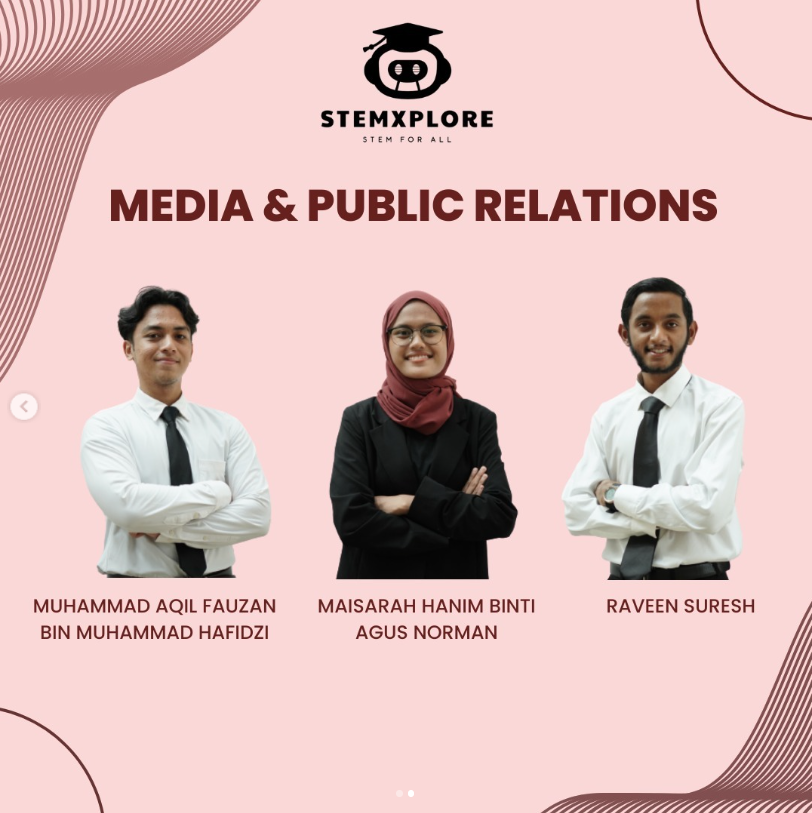 STEMXPLORE
STEM FOR ALL
MEDIA & PUBLIC RELATIONS
MUHAMMAD AQIL FAUZAN
BIN MUHAMMAD HAFIDZI
MAISARAH HANIM BINTI
AGUS NORMAN
RAVEEN SURESH